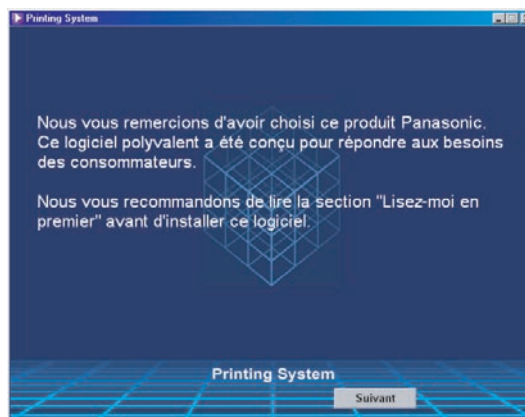 Printing System
Nous vous remercions d'avoir choisi ce produit Panasonic.
Ce logiciel polyvalent a été conçu pour répondre aux besoins
des consommateurs.
Nous vous recommandons de lire la section "Lisez-moi en
premier" avant d'installer ce logiciel.
Printing System
Suivant